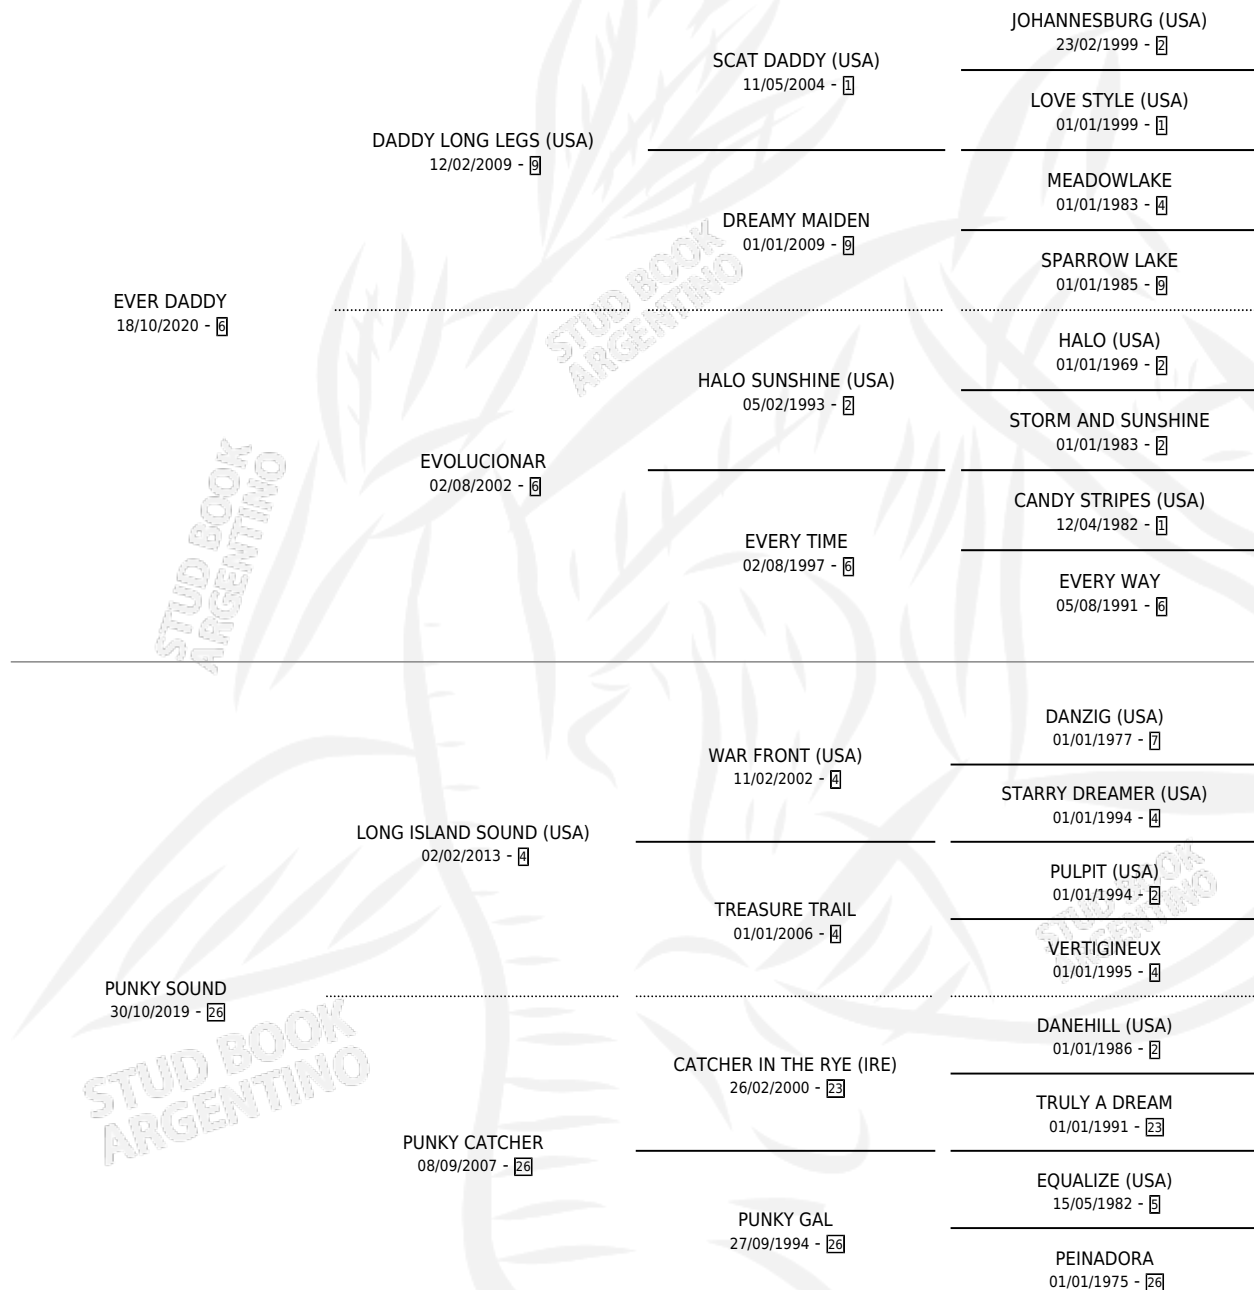 JOHANNESBURG (USA)
23/02/1999 - 2
SCAT DADDY (USA)
11/05/2004 - 1
LOVE STYLE (USA)
01/01/1999 - 1
DADDY LONG LEGS (USA)
12/02/2009 - 9
MEADOWLAKE
01/01/1983 - 4
DREAMY MAIDEN
01/01/2009 - 9
SPARROW LAKE
01/01/1985 - 9
EVER DADDY
18/10/2020 - 6
HALO (USA)
01/01/1969 - 2
HALO SUNSHINE (USA)
05/02/1993 - 2
STORM AND SUNSHINE
01/01/1983 - 2
EVOLUCIONAR
02/08/2002 - 6
CANDY STRIPES (USA)
12/04/1982 - 1
EVERY TIME
02/08/1997 - 6
EVERY WAY
05/08/1991 - 6
DANZIG (USA)
01/01/1977 - 7
WAR FRONT (USA)
11/02/2002 - 4
STARRY DREAMER (USA)
01/01/1994 - 4
LONG ISLAND SOUND (USA)
02/02/2013 - 4
PULPIT (USA)
01/01/1994 - 2
TREASURE TRAIL
01/01/2006 - 4
VERTIGINEUX
01/01/1995 - 4
PUNKY SOUND
30/10/2019 - 26
DANEHILL (USA)
01/01/1986 - 2
CATCHER IN THE RYE (IRE)
26/02/2000 - 23
TRULY A DREAM
01/01/1991 - 23
PUNKY CATCHER
08/09/2007 - 26
EQUALIZE (USA)
15/05/1982 - 5
PUNKY GAL
27/09/1994 - 26
PEINADORA
01/01/1975 - 26
STUD BOOK
ARGENTINO
STUD BOOK
ARGENTINO
STUD BOOK
ARGENTINO
STUD BOOK
ARGENTINO